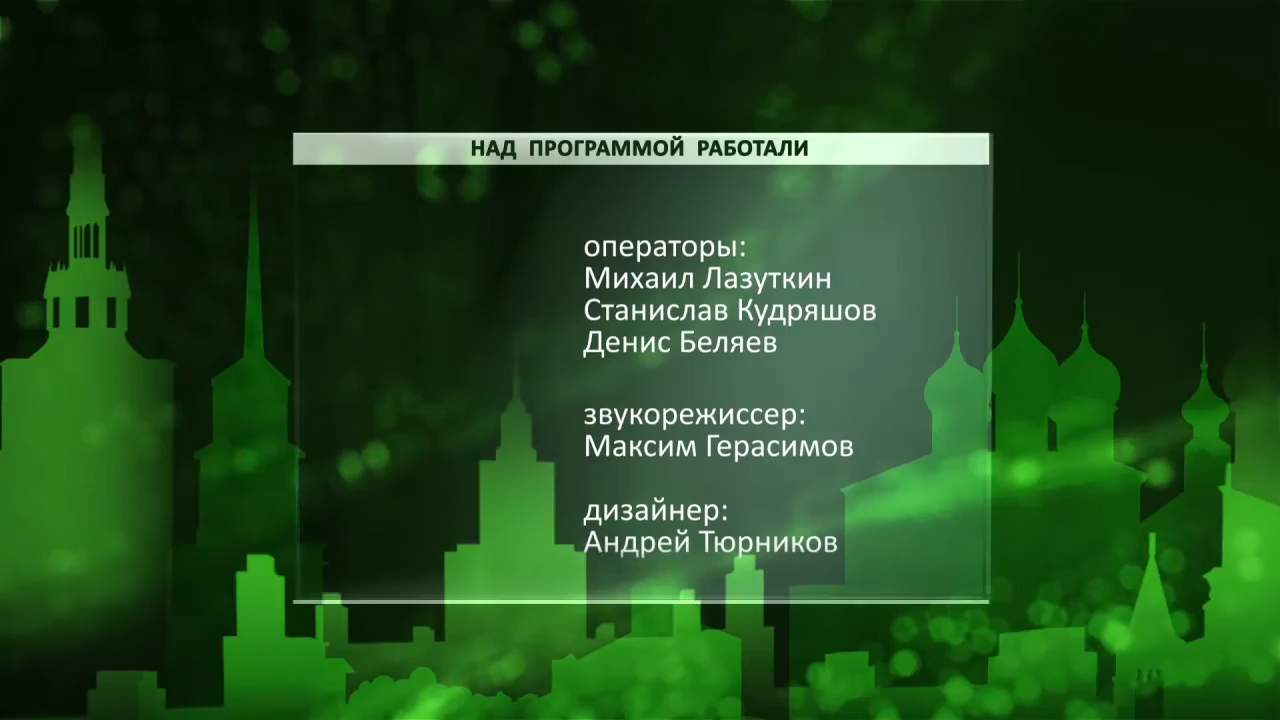 НАД ПРОГРАММОЙ РАБОТАЛИ
операторы:
Михаил Лазуткин
Станислав Кудряшов
Денис Беляев
звукорежиссер:
Максим Герасимов
дизайнер:
Андрей Тюрников